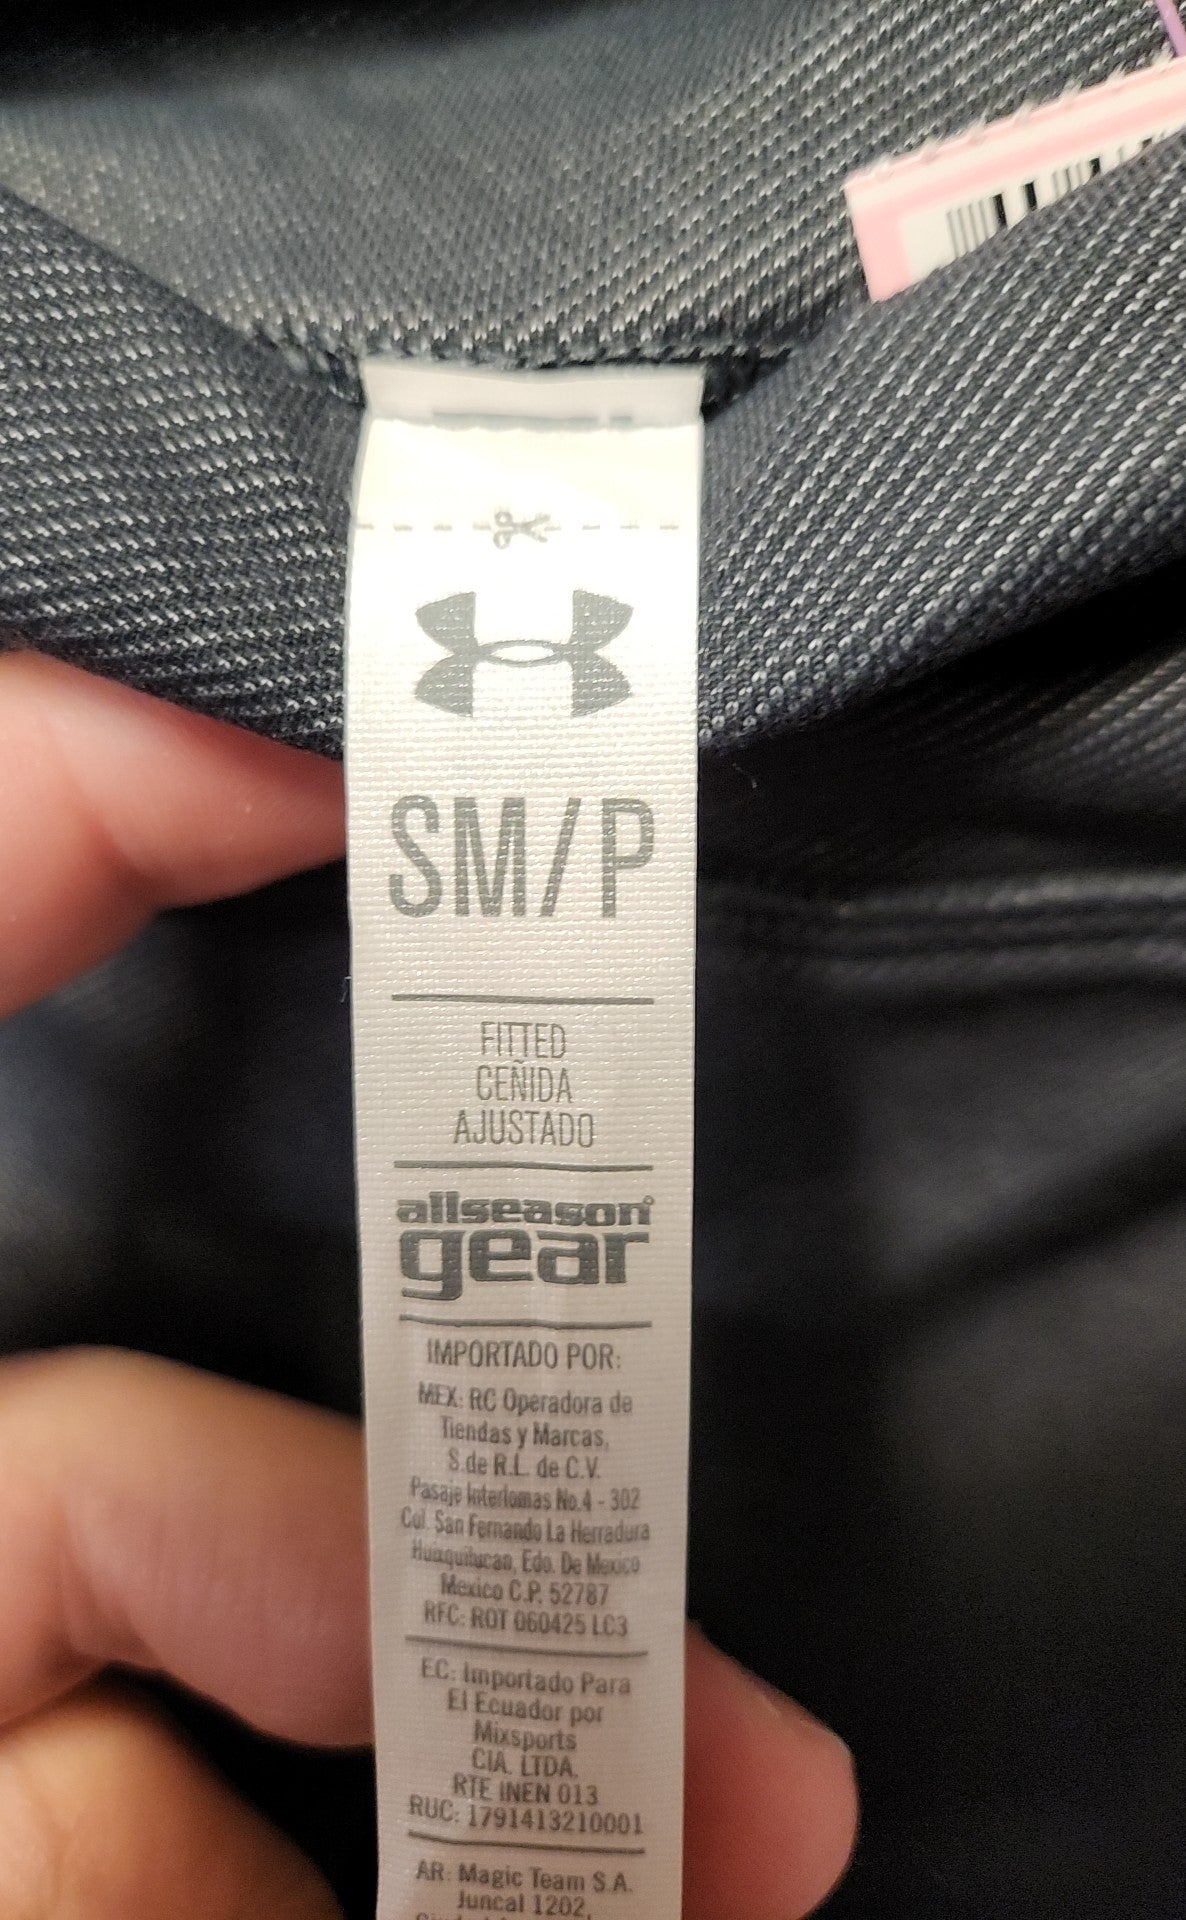 SM/P
FITTED
CEÑIDA
AJUSTADO
allseason
gear
IMPORTADO POR:
MEX: RC Operadora de
Tiendas y Marcas,
S.de R.L. de C.V.
Pasaje Interlomas No.4 - 302
Col. San Fernando La Herradura
Huixquilucan, Edo. De Mexico
Mexico C.P. 52787
RFC: ROT 060425 LC3
EC: Importado Para
El Ecuador por
Mixsports
CIA. LTDA.
RTE INEN 013
RUC: 1791413210001
AR: Magic Team S.A.
Juncal 1202,